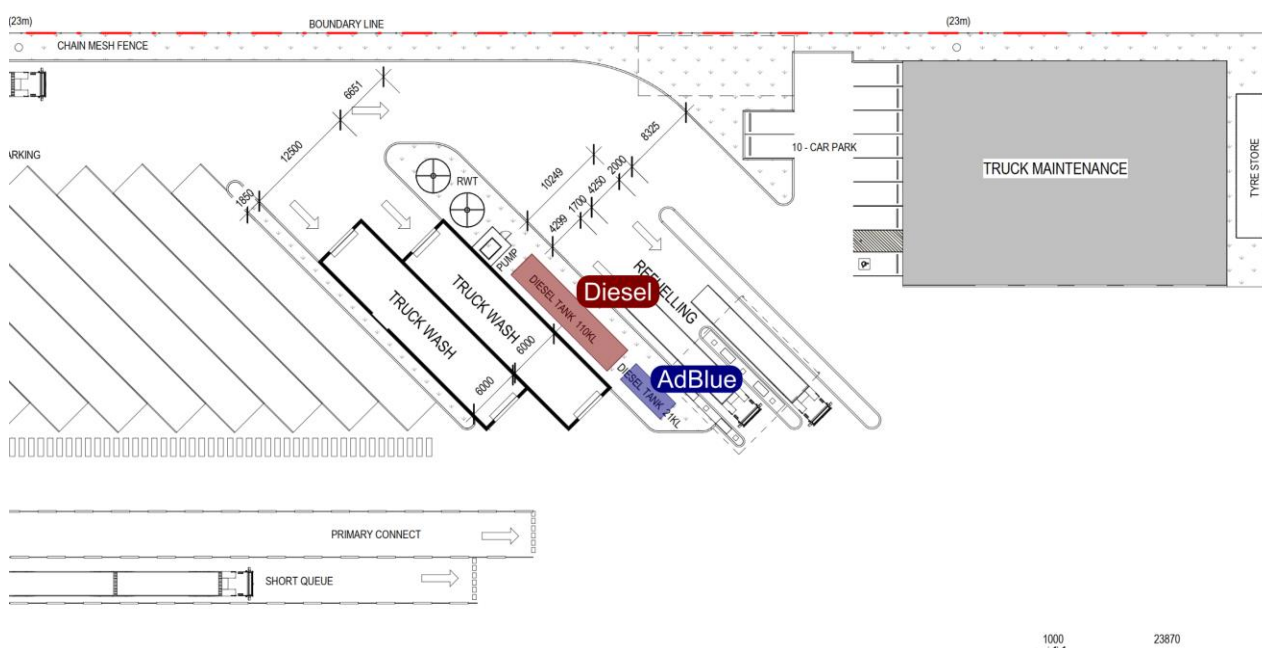 (23m)
BOUNDARY LINE
(23m)
CHAIN MESH FENCE
6651
12500
1850
ARKING
8325
2000
4250
1700
4299
10249
10 - CAR PARK
TRUCK MAINTENANCE
TYRE STORE
RWT
PUMP
TRUCK WASH
TRUCK WASH
6000
6000
DIESEL TANK 110KL
Diesel
REFUELLING
DIESEL TANK 21KL
AdBlue
PRIMARY CONNECT
SHORT QUEUE
1000
23870